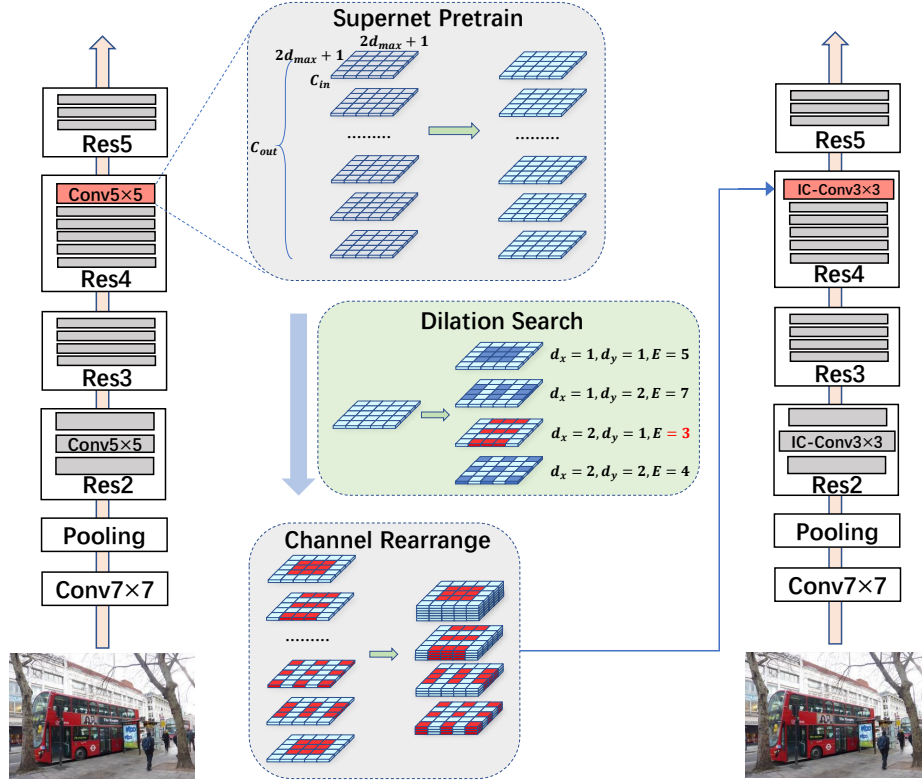 Supernet Pretrain
2d_max + 1
2d_max + 1
C_in
C_out
.........
.........
Res5
Conv5×5
Res4
Res3
Conv5×5
Res2
Pooling
Conv7×7
Dilation Search
d_x = 1, d_y = 1, E = 5
d_x = 1, d_y = 2, E = 7
d_x = 2, d_y = 1, E = 3
d_x = 2, d_y = 2, E = 4
Channel Rearrange
.........
Res5
IC-Conv3×3
Res4
Res3
IC-Conv3×3
Res2
Pooling
Conv7×7